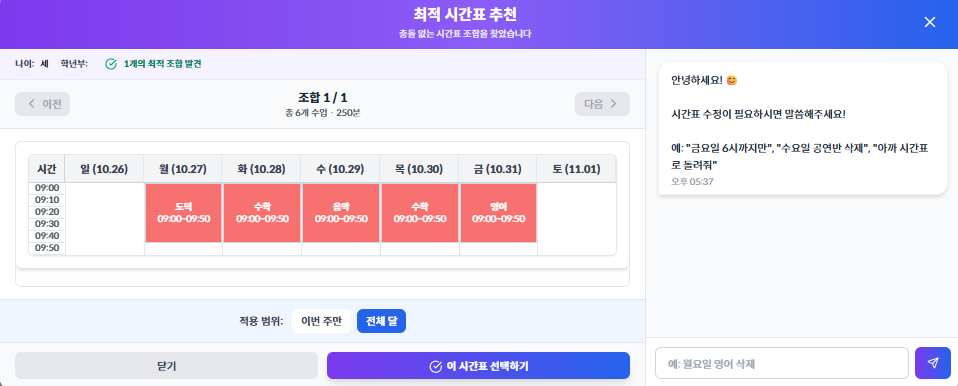 최적 시간표 추천
충돌 없는 시간표 조합을 찾았습니다
나이: 세 학년부: 1개의 최적 조합 발견
이전
조합 1 / 1
총 6개 수업 · 250분
다음
시간 일 (10.26) 월 (10.27) 화 (10.28) 수 (10.29) 목 (10.30) 금 (10.31) 토 (11.01)
09:00
09:10
09:20
09:30
09:40
09:50
도덕
09:00~09:50
수학
09:00~09:50
음악
09:00~09:50
수학
09:00~09:50
영어
09:00~09:50
적용 범위: 이번 주만 전체 달
닫기
이 시간표 선택하기
안녕하세요! 😊
시간표 수정이 필요하시면 말씀해주세요!
예: "금요일 6시까지만", "수요일 공연반 삭제", "아까 시간표
로 돌려줘"
오후 05:37
예: 월요일 영어 삭제